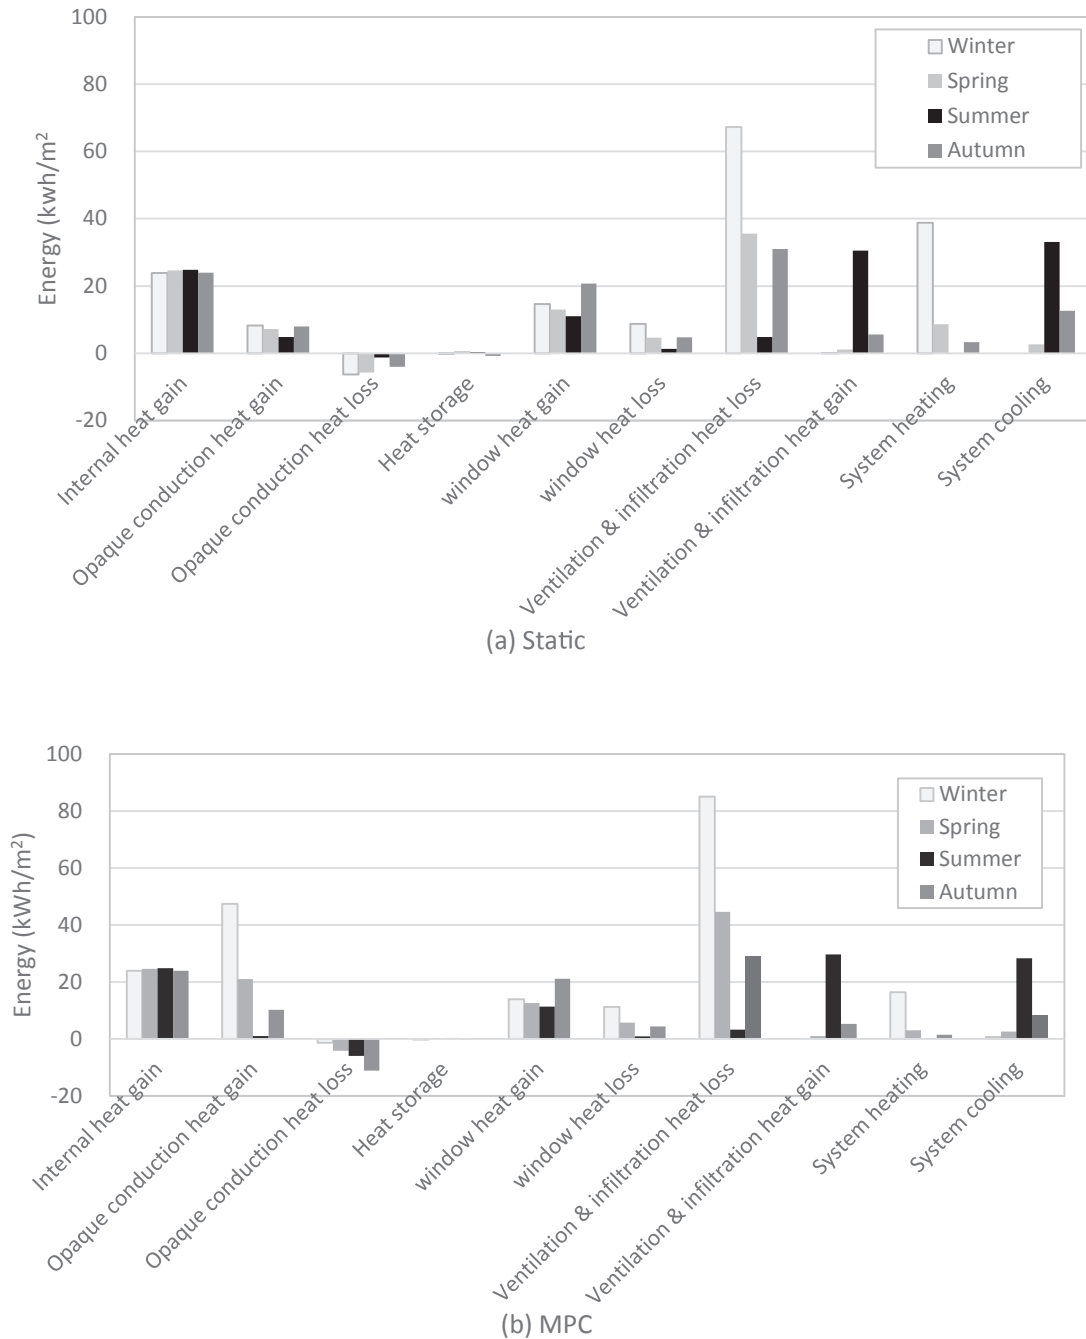 100
80
60
40
20
0
-20
Energy (kwh/m²)
Winter
Spring
Summer
Autumn
Internal heat gain
Opaque conduction heat gain
Opaque conduction heat loss
Heat storage
window heat gain
window heat loss
Ventilation & infiltration heat loss
Ventilation & infiltration heat gain
System heating
System cooling
(a) Static
100
80
60
40
20
0
-20
Energy (kWh/m²)
Winter
Spring
Summer
Autumn
Internal heat gain
Opaque conduction heat gain
Opaque conduction heat loss
Heat storage
window heat gain
window heat loss
Ventilation & infiltration heat loss
Ventilation & infiltration heat gain
System heating
System cooling
(b) MPC